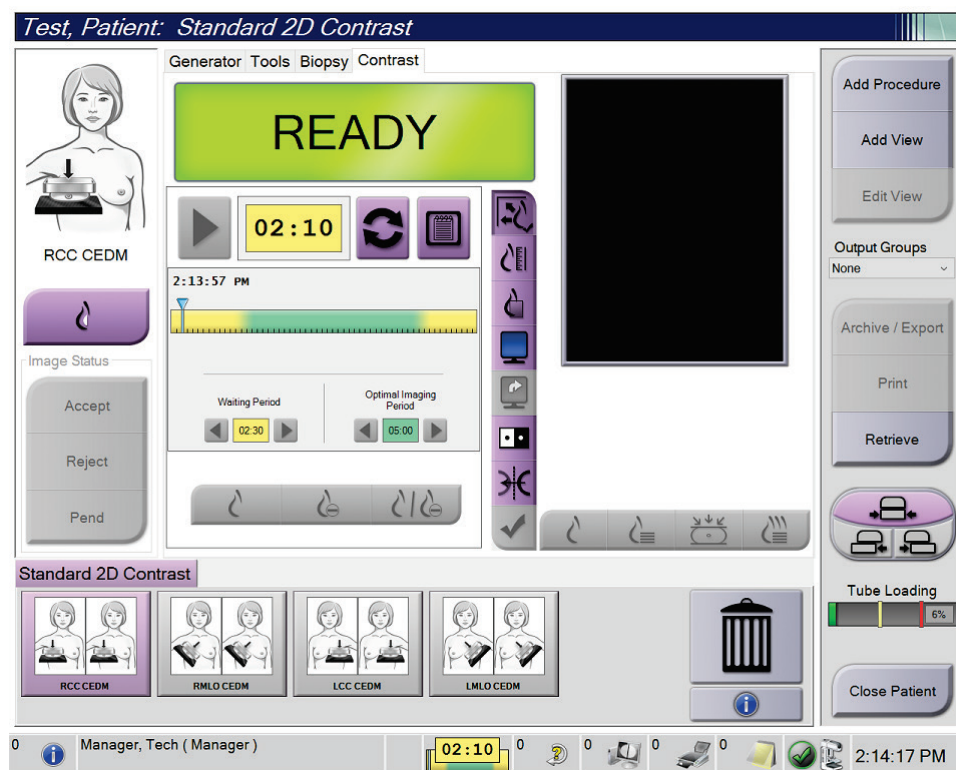 Test, Patient: Standard 2D Contrast
Generator Tools Biopsy Contrast
READY
RCC CEDM
02:10
2:13:57 PM
Waiting Period
02:30
Optimal Imaging
Period
05:00
Image Status
Accept
Reject
Pend
Add Procedure
Add View
Edit View
Output Groups
None
Archive / Export
Print
Retrieve
Tube Loading
6%
Close Patient
Standard 2D Contrast
RCC CEDM
RMLO CEDM
LCC CEDM
LMLO CEDM
0 Manager, Tech ( Manager ) 02:10 0 0 0 0 2:14:17 PM